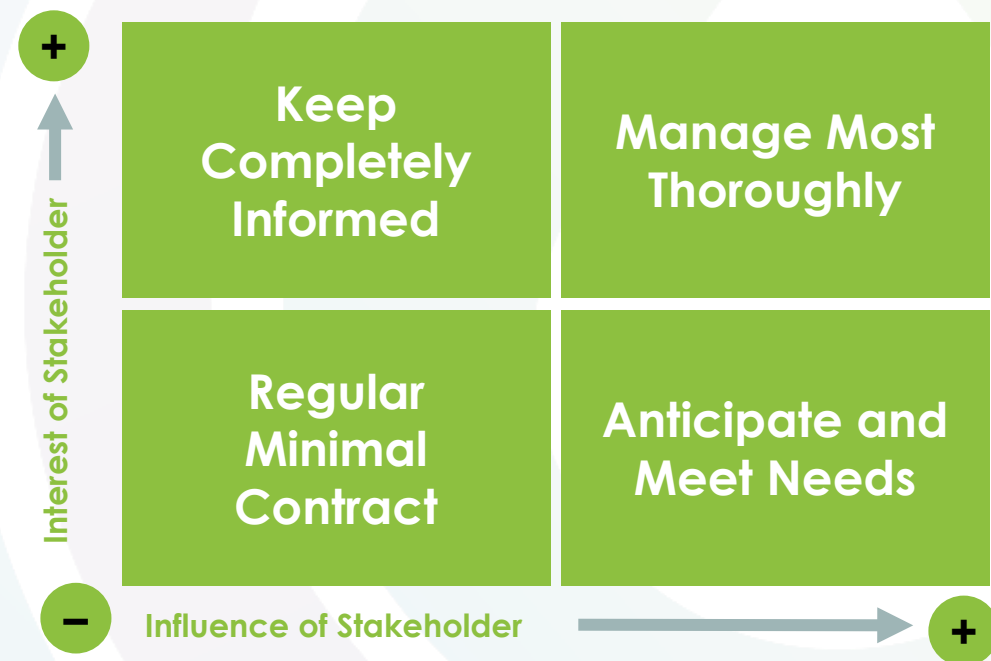 +
Keep
Completely
Informed
Manage Most
Thoroughly
Interest of Stakeholder
Regular
Minimal
Contract
Anticipate and
Meet Needs
–
Influence of Stakeholder
+